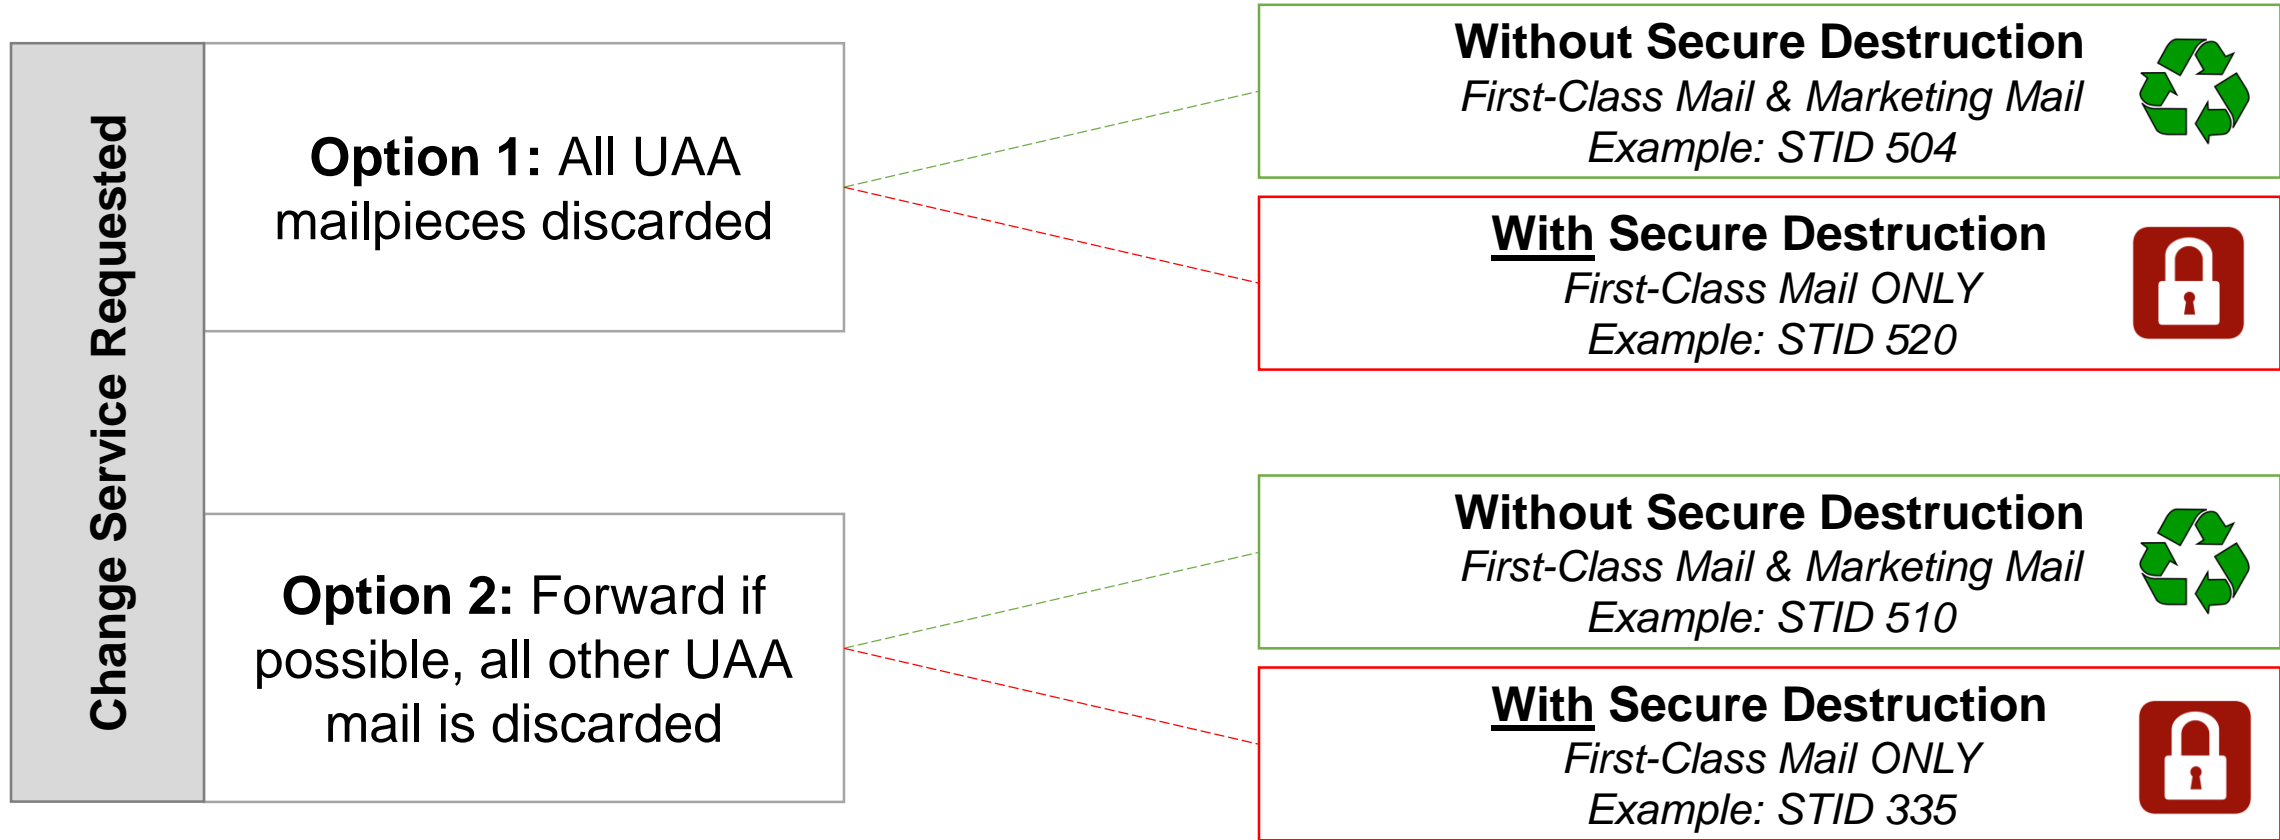 Change Service Requested
Option 1: All UAA
mailpieces discarded
Without Secure Destruction
First-Class Mail & Marketing Mail
Example: STID 504
With Secure Destruction
First-Class Mail ONLY
Example: STID 520
Option 2: Forward if
possible, all other UAA
mail is discarded
Without Secure Destruction
First-Class Mail & Marketing Mail
Example: STID 510
With Secure Destruction
First-Class Mail ONLY
Example: STID 335